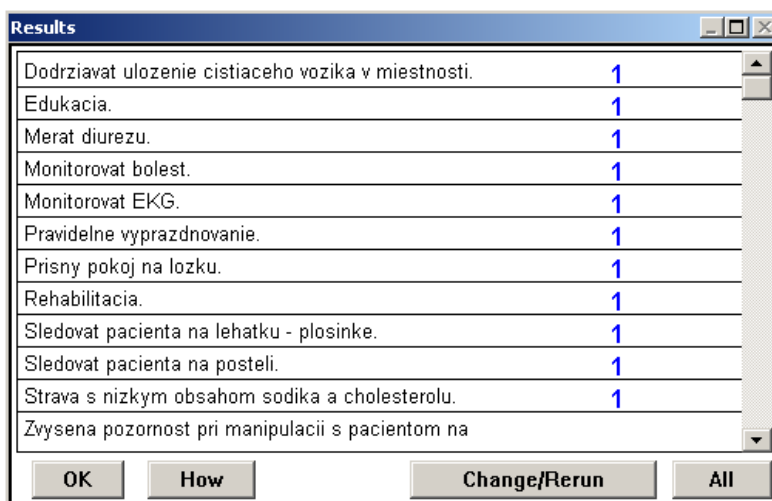 Results
Dodrziavat ulozenie cistiaceho vozika v miestnosti. 1
Edukacia. 1
Merat diurezu. 1
Monitorovat bolest. 1
Monitorovat EKG. 1
Pravidelne vyprazdnovanie. 1
Prisny pokoj na lozku. 1
Rehabilitacia. 1
Sledovat pacienta na lehatku - plosinke. 1
Sledovat pacienta na posteli. 1
Strava s nizkym obsahom sodika a cholesterolu. 1
Zvysena pozornost pri manipulacii s pacientom na
OK How Change/Rerun All